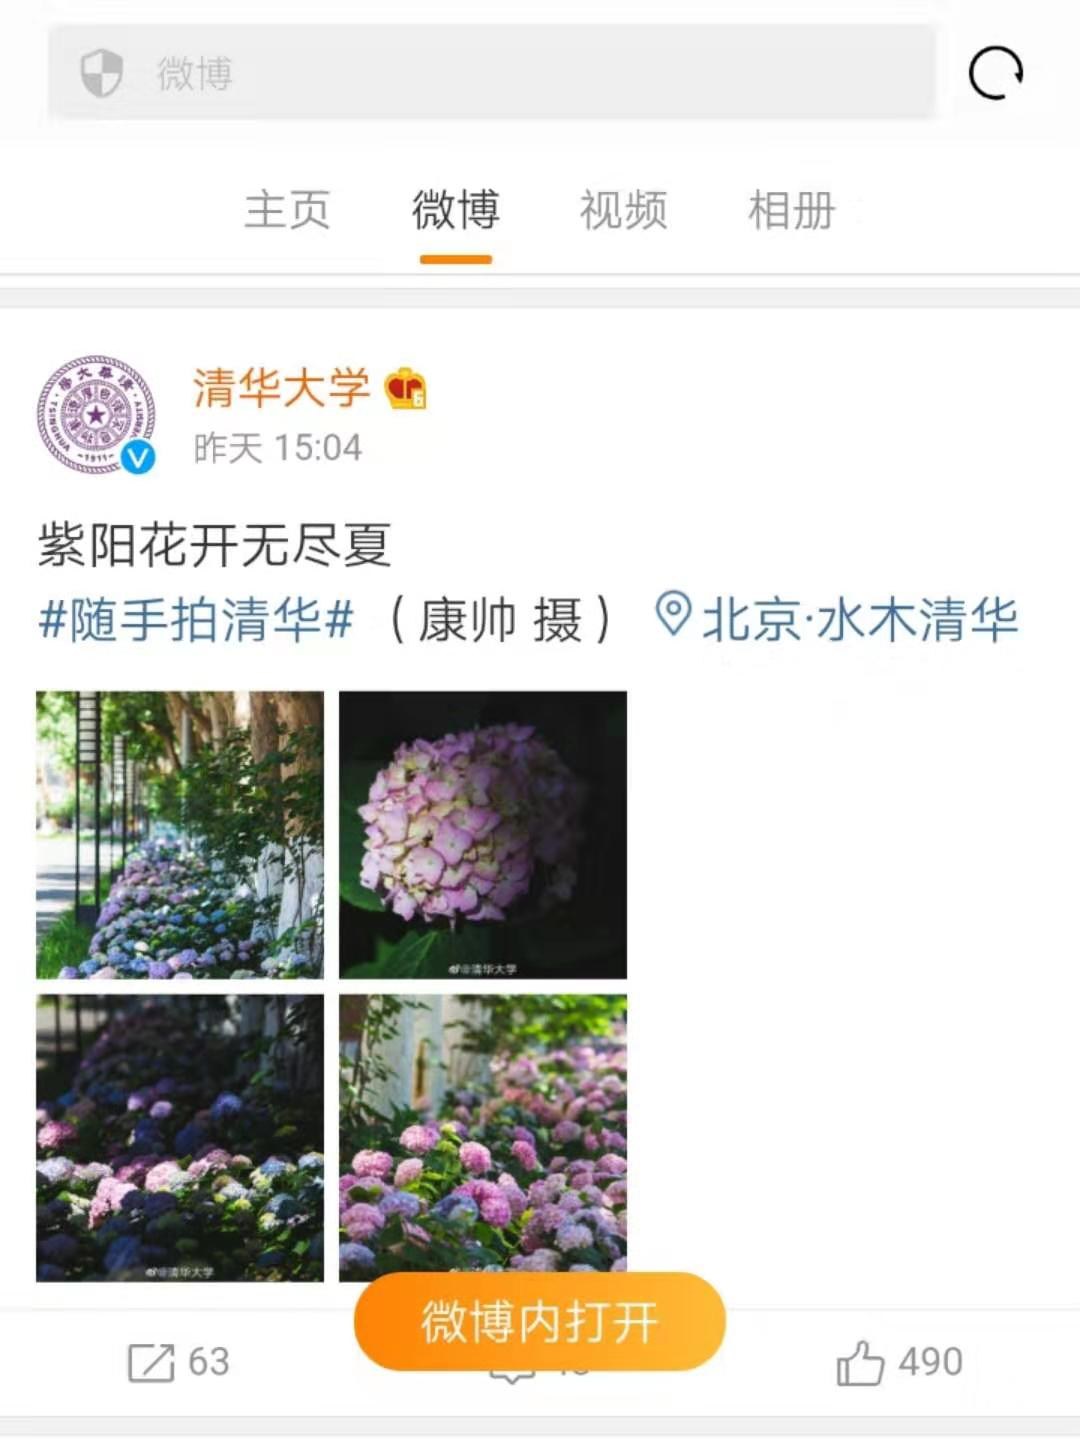 微博
主页 微博 视频 相册
清华大学
昨天 15:04
紫阳花开无尽夏
#随手拍清华#（康帅 摄） 北京·水木清华
@清华大学
@清华大学
微博内打开
63 490